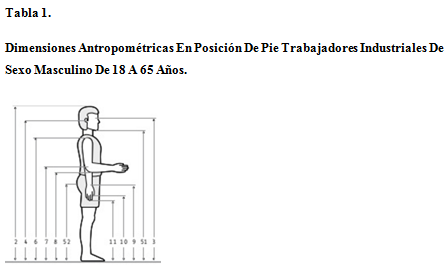 Tabla 1.
Dimensiones Antropométricas En Posición De Pie Trabajadores Industriales De
Sexo Masculino De 18 A 65 Años.
2 4 6 7 8 52 11 10 9 51 3